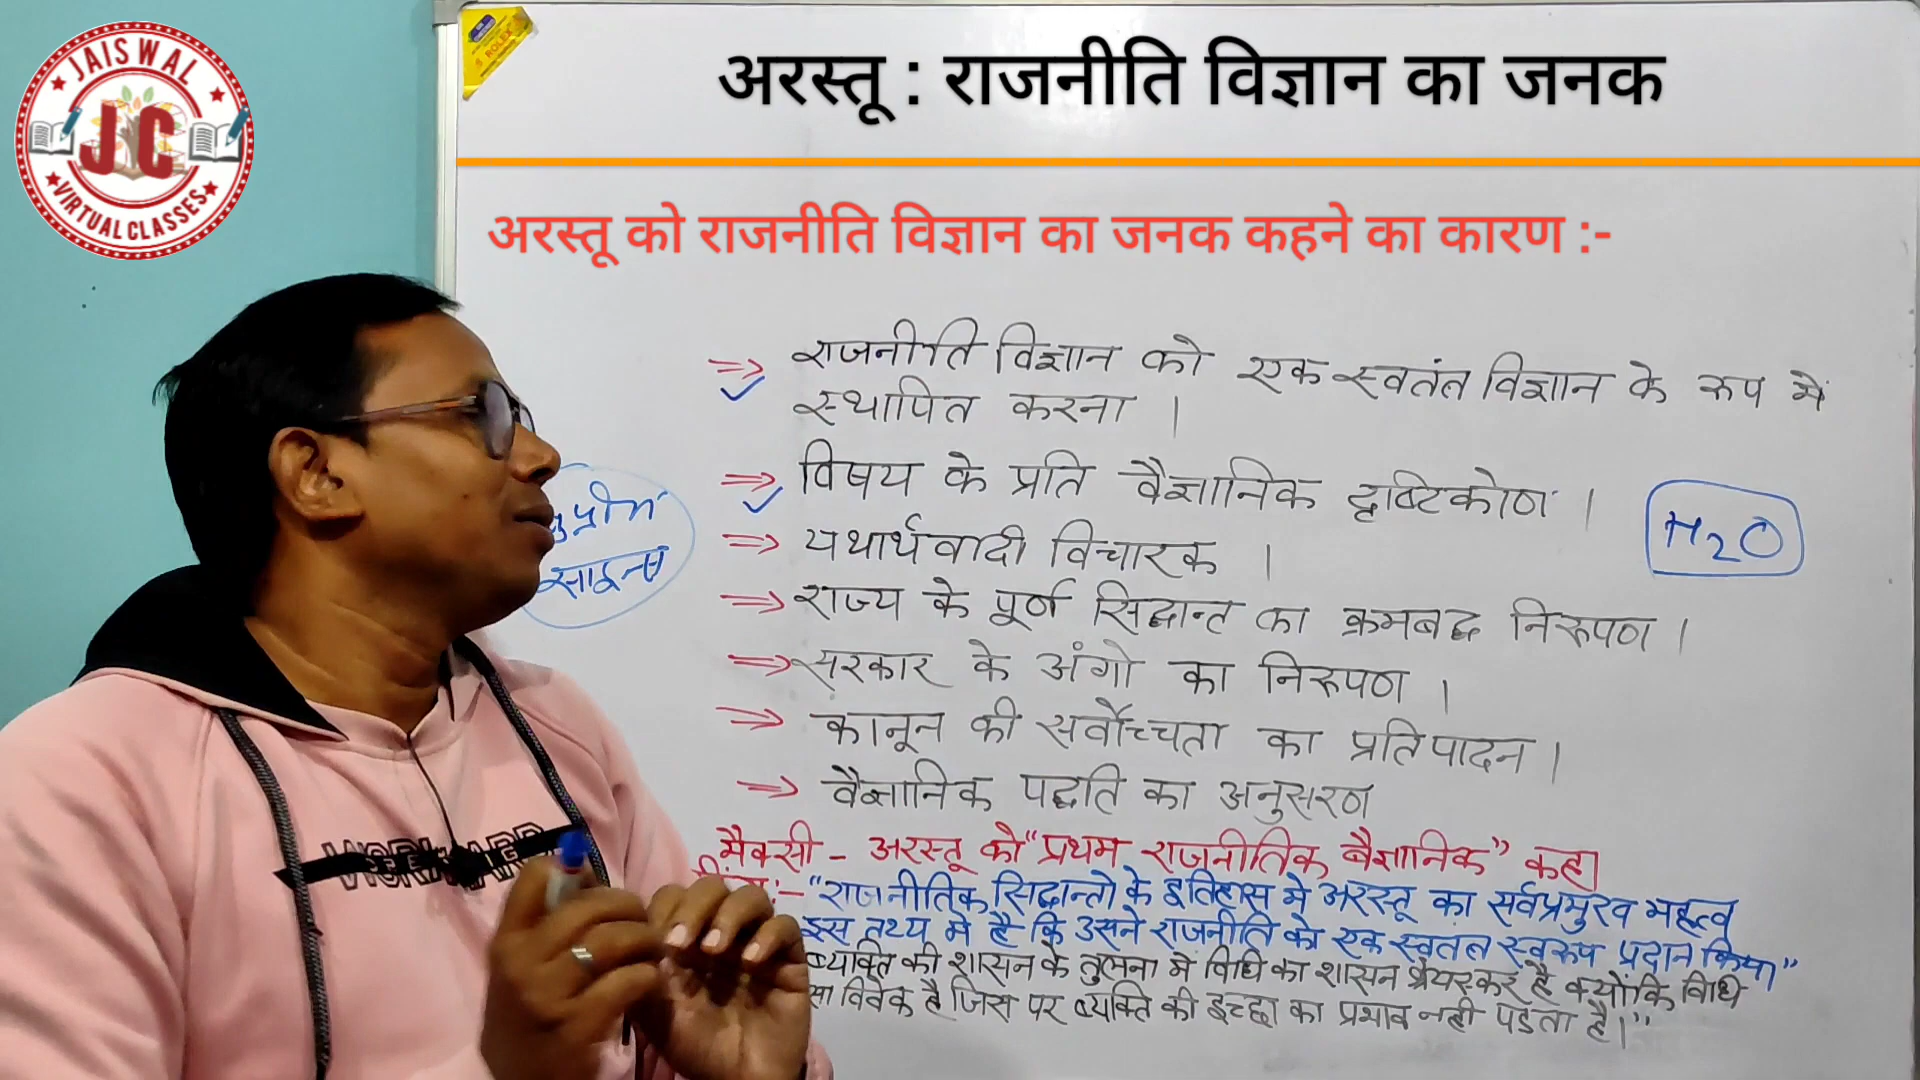 JAISWAL
JC
VIRTUAL CLASSES
ROLEX
अरस्तू : राजनीति विज्ञान का जनक
अरस्तू को राजनीति विज्ञान का जनक कहने का कारण :-
⇒ राजनीति विज्ञान को एक स्वतंत विज्ञान के रूप में
स्थापित करना ।
⇒ विषय के प्रति वैज्ञानिक दृष्टिकोण ।
⇒ यथार्थवादी विचारक ।
⇒ राज्य के पूर्ण सिद्धान्त का क्रमबद्ध निरूपण ।
⇒ सरकार के अंगो का निरूपण ।
⇒ कानून की सर्वोच्चता का प्रतिपादन ।
⇒ वैज्ञानिक पद्धति का अनुसरण
मैक्सी - अरस्तू को "प्रथम राजनीतिक वैज्ञानिक" कहा
:- "राजनीतिक सिद्धान्तो के इतिहास मे अरस्तू का सर्वप्रमुख महत्व
इस तथ्य मे है कि उसने राजनीति को एक स्वतंत स्वरूप प्रदान किया"
व्यक्ति की शासन के तुलना में विधि का शासन श्रेयस्कर है क्योंकि विधि
विवेक है जिस पर व्यक्ति की इच्छा का प्रभाव नही पडता है।"
साइन्स
H2O